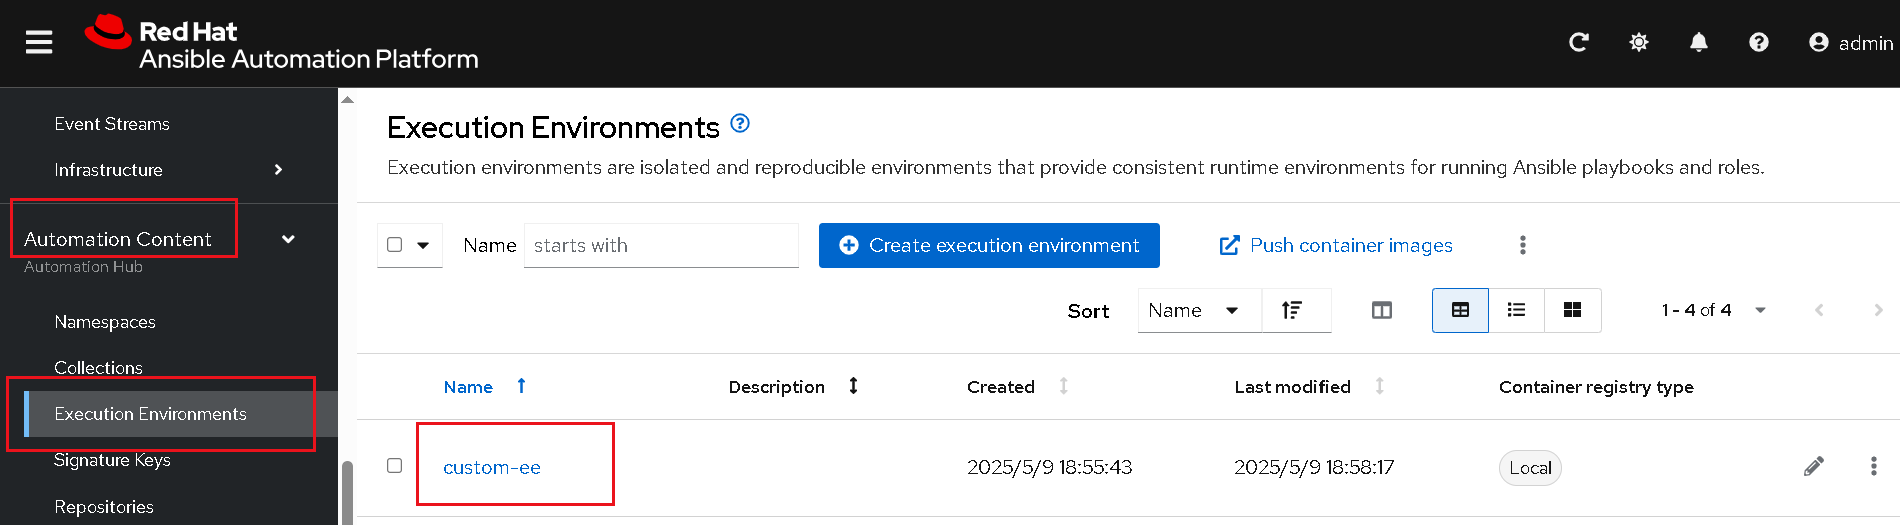 Red Hat
Ansible Automation Platform
admin
Event Streams
Infrastructure
Automation Content
Automation Hub
Namespaces
Collections
Execution Environments
Signature Keys
Repositories
Execution Environments
Execution environments are isolated and reproducible environments that provide consistent runtime environments for running Ansible playbooks and roles.
Name starts with Create execution environment Push container images
Sort Name 1 - 4 of 4
Name Description Created Last modified Container registry type
custom-ee 2025/5/9 18:55:43 2025/5/9 18:58:17 Local